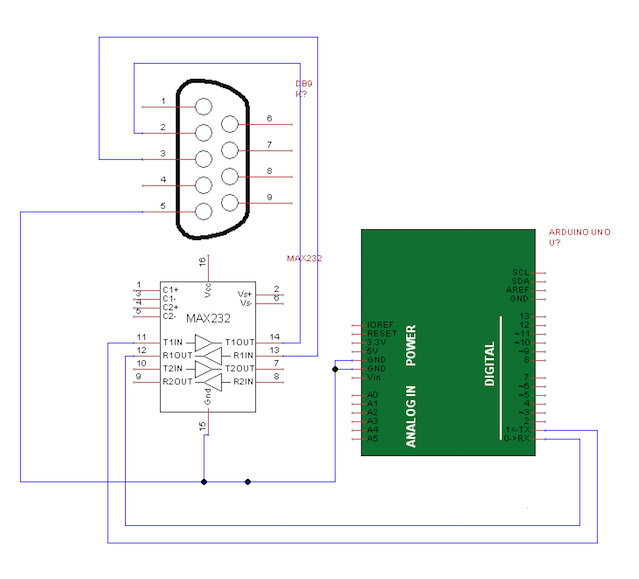 DB9
K?
1
2
3
4
5
6
7
8
9
ARDUINO UNO
U?
MAX232
16
Vcc
1 C1+
3 C1-
4 C2+
5 C2-
Vs+ 2
Vs- 6
MAX232
11 T1IN T1OUT 14
12 R1OUT R1IN 13
10 T2IN T2OUT 7
9 R2OUT R2IN 8
Gnd
15
SCL
SDA
AREF
GND
13
12
~11
~10
~9
8
7
~6
~5
4
~3
2
1<-TX
0->RX
IOREF
RESET
3.3V
5V
GND
GND
Vin
A0
A1
A2
A3
A4
A5
POWER
ANALOG IN
DIGITAL